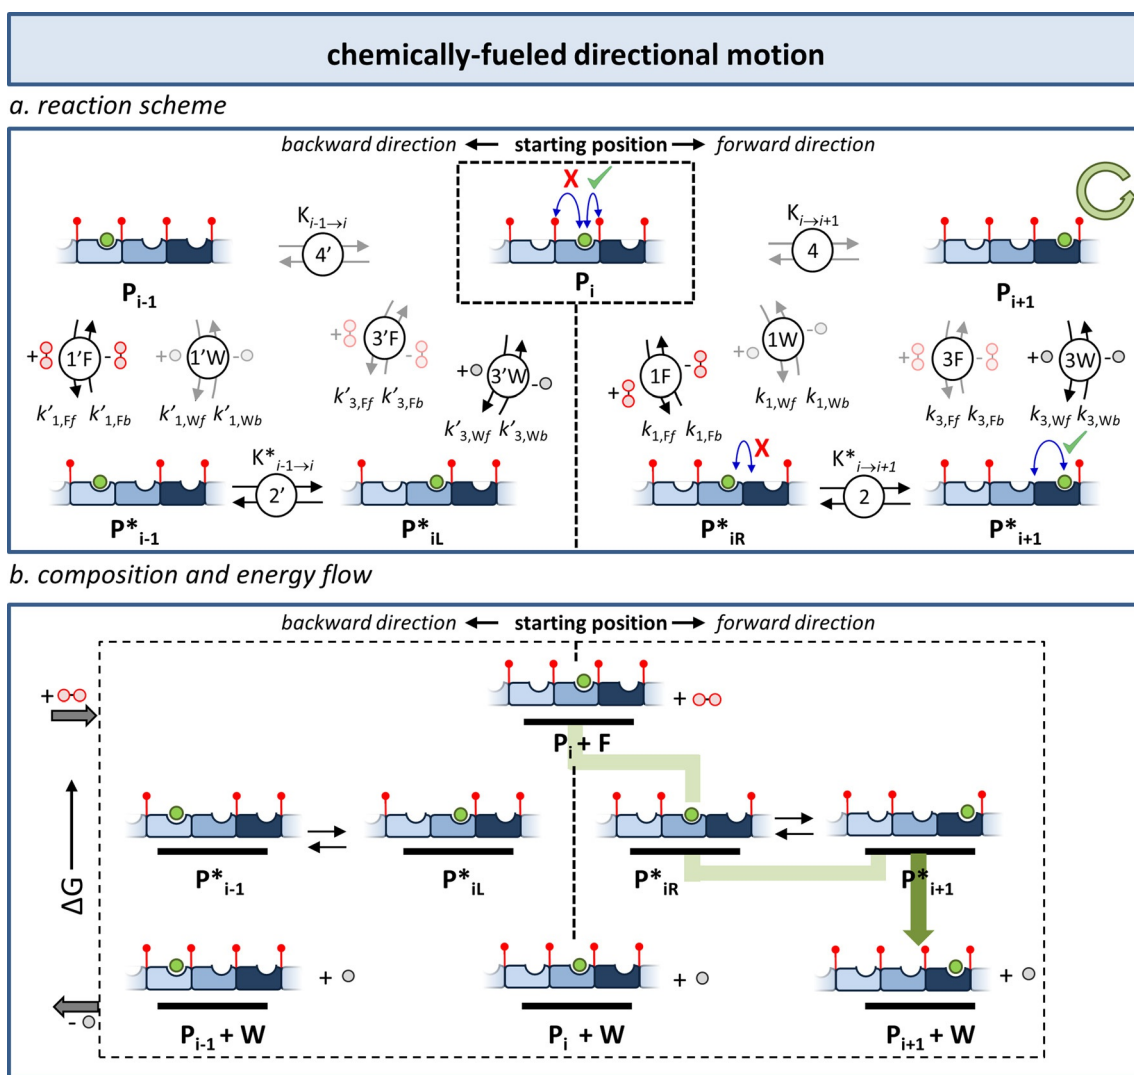 chemically-fueled directional motion
a. reaction scheme
backward direction ← starting position → forward direction
X
K_{i-1→i}
4′
K_{i→i+1}
4
P_{i-1}
P_i
P_{i+1}
+ 1′F -
+ 1′W -
+ 3′F -
+ 3′W -
+ 1F -
+ 1W -
+ 3F -
+ 3W -
k′_{1,Ff} k′_{1,Fb}
k′_{1,Wf} k′_{1,Wb}
k′_{3,Ff} k′_{3,Fb}
k′_{3,Wf} k′_{3,Wb}
k_{1,Ff} k_{1,Fb}
k_{1,Wf} k_{1,Wb}
k_{3,Ff} k_{3,Fb}
k_{3,Wf} k_{3,Wb}
K*_{i-1→i}
2′
X
K*_{i→i+1}
2
P*_{i-1}
P*_{iL}
P*_{iR}
P*_{i+1}
b. composition and energy flow
backward direction ← starting position → forward direction
+
+
P_i + F
ΔG
P*_{i-1}
P*_{iL}
P*_{iR}
P*_{i+1}
+
+
+
-
P_{i-1} + W
P_i + W
P_{i+1} + W